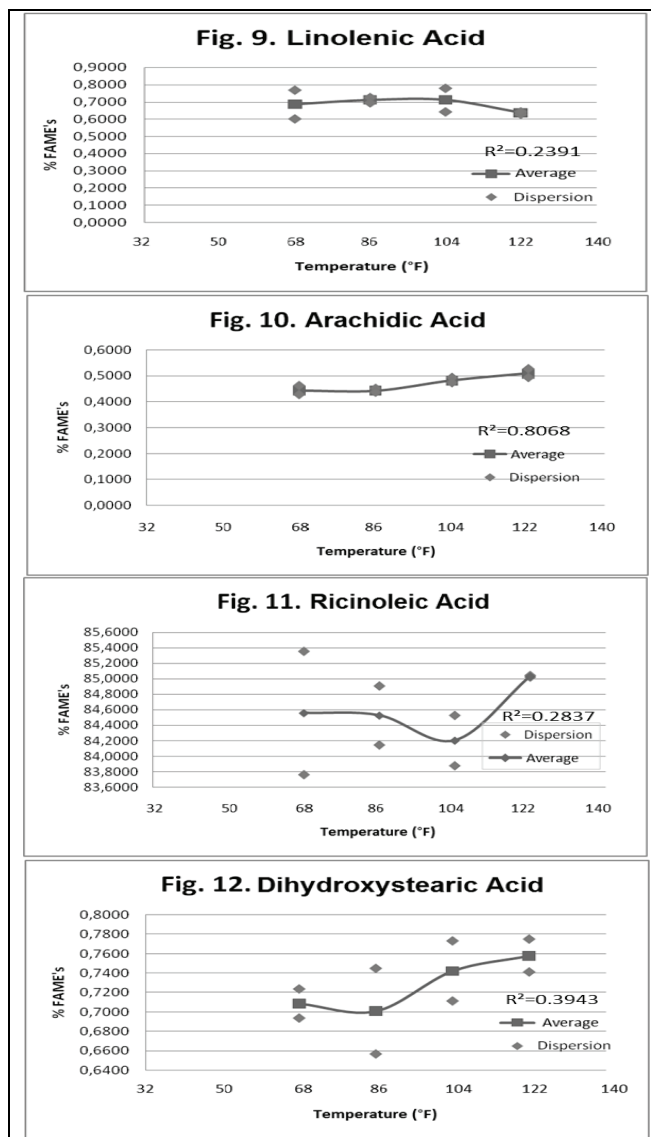 Fig. 9. Linolenic Acid
0,9000
0,8000
0,7000
0,6000
0,5000
0,4000
0,3000
0,2000
0,1000
0,0000
% FAME's
R²=0.2391
Average
Dispersion
32 50 68 86 104 122 140
Temperature (°F)
Fig. 10. Arachidic Acid
0,6000
0,5000
0,4000
0,3000
0,2000
0,1000
0,0000
% FAME's
R²=0.8068
Average
Dispersion
32 50 68 86 104 122 140
Temperature (°F)
Fig. 11. Ricinoleic Acid
85,6000
85,4000
85,2000
85,0000
84,8000
84,6000
84,4000
84,2000
84,0000
83,8000
83,6000
% FAME's
R²=0.2837
Dispersion
Average
32 50 68 86 104 122 140
Temperature (°F)
Fig. 12. Dihydroxystearic Acid
0,8000
0,7800
0,7600
0,7400
0,7200
0,7000
0,6800
0,6600
0,6400
% FAME's
R²=0.3943
Average
Dispersion
32 50 68 86 104 122 140
Temperature (°F)